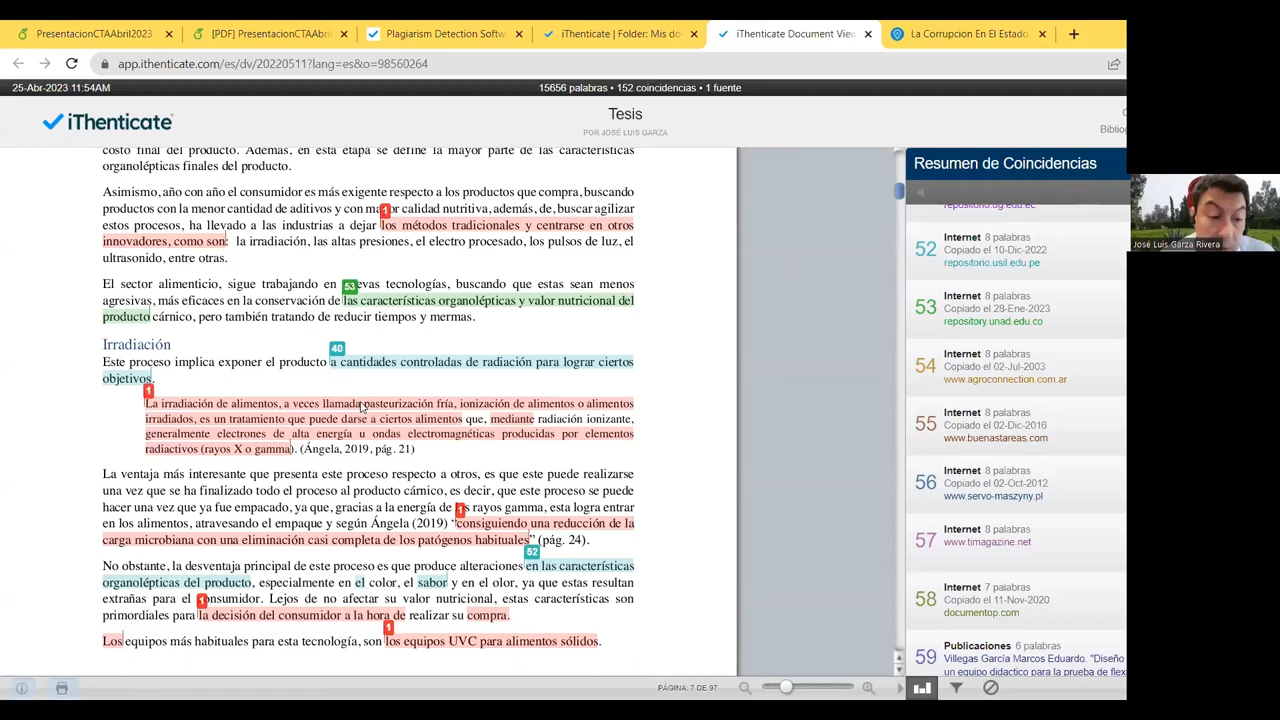 PresentacionCTAAbril2023
[PDF] PresentacionCTAAbril
Plagiarism Detection Softw
iThenticate | Folder: Mis do
iThenticate Document View
La Corrupcion En El Estado
app.ithenticate.com/es/dv/20220511?lang=es&o=98560264
25-Abr-2023 11:54AM
15656 palabras • 152 coincidencias • 1 fuente
iThenticate
Tesis
POR JOSÉ LUIS GARZA
Bibliog
costo final del producto. Además, en esta etapa se define la mayor parte de las características
organolépticas finales del producto.
Asimismo, año con año el consumidor es más exigente respecto a los productos que compra, buscando
productos con la menor cantidad de aditivos y con mayor calidad nutritiva, además, de, buscar agilizar
1
estos procesos, ha llevado a las industrias a dejar los métodos tradicionales y centrarse en otros
innovadores, como son: la irradiación, las altas presiones, el electro procesado, los pulsos de luz, el
ultrasonido, entre otras.
El sector alimenticio, sigue trabajando en nuevas tecnologías, buscando que estas sean menos
53
agresivas, más eficaces en la conservación de las características organolépticas y valor nutricional del
producto cárnico, pero también tratando de reducir tiempos y mermas.
Irradiación
40
Este proceso implica exponer el producto a cantidades controladas de radiación para lograr ciertos
objetivos.
1
La irradiación de alimentos, a veces llamada pasteurización fría, ionización de alimentos o alimentos
irradiados, es un tratamiento que puede darse a ciertos alimentos que, mediante radiación ionizante,
generalmente electrones de alta energía u ondas electromagnéticas producidas por elementos
radiactivos (rayos X o gamma). (Ángela, 2019, pág. 21)
La ventaja más interesante que presenta este proceso respecto a otros, es que este puede realizarse
una vez que se ha finalizado todo el proceso al producto cárnico, es decir, que este proceso se puede
hacer una vez que ya fue empacado, ya que, gracias a la energía de los rayos gamma, esta logra entrar
1
en los alimentos, atravesando el empaque y según Ángela (2019) “consiguiendo una reducción de la
carga microbiana con una eliminación casi completa de los patógenos habituales” (pág. 24).
52
No obstante, la desventaja principal de este proceso es que produce alteraciones en las características
organolépticas del producto, especialmente en el color, el sabor y en el olor, ya que estas resultan
extrañas para el consumidor. Lejos de no afectar su valor nutricional, estas características son
1
primordiales para la decisión del consumidor a la hora de realizar su compra.
1
Los equipos más habituales para esta tecnología, son los equipos UVC para alimentos sólidos.
PÁGINA: 7 DE 97
Resumen de Coincidencias
repositorio.ug.edu.ec
52
Internet 8 palabras
Copiado el 10-Dic-2022
repositorio.usil.edu.pe
53
Internet 8 palabras
Copiado el 28-Ene-2023
repository.unad.edu.co
54
Internet 8 palabras
Copiado el 02-Jul-2003
www.agroconnection.com.ar
55
Internet 8 palabras
Copiado el 02-Dic-2016
www.buenastareas.com
56
Internet 8 palabras
Copiado el 02-Oct-2012
www.servo-maszyny.pl
57
Internet 8 palabras
www.timagazine.net
58
Internet 7 palabras
Copiado el 11-Nov-2020
documentop.com
59
Publicaciones 6 palabras
Villegas García Marcos Eduardo. "Diseño
un equipo didactico para la prueba de flex
José Luis Garza Rivera